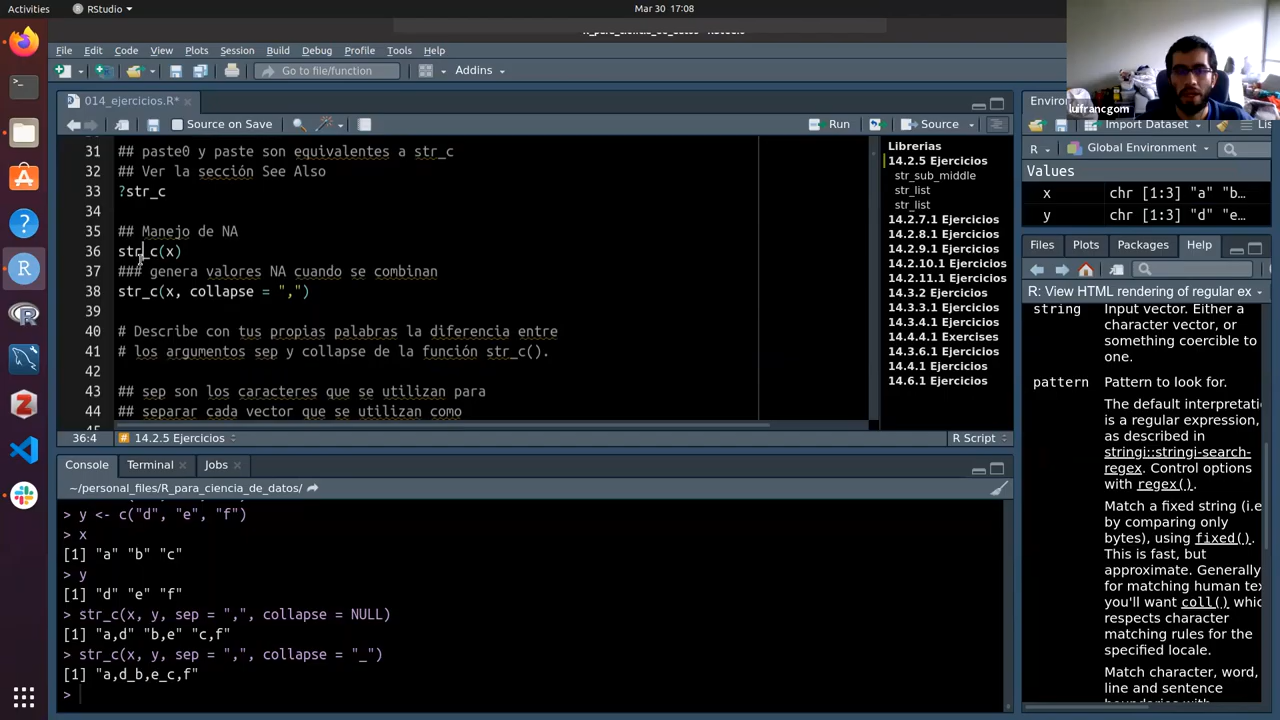 Activities
RStudio
Mar 30 17:08
File Edit Code View Plots Session Build Debug Profile Tools Help
Go to file/function
Addins
lufrancgom
014_ejercicios.R*
Source on Save
Run
Source
31 ## paste0 y paste son equivalentes a str_c
32 ## Ver la sección See Also
33 ?str_c
34
35 ## Manejo de NA
36 str_c(x)
37 ### genera valores NA cuando se combinan
38 str_c(x, collapse = ",")
39
40 # Describe con tus propias palabras la diferencia entre
41 # los argumentos sep y collapse de la función str_c().
42
43 ## sep son los caracteres que se utilizan para
44 ## separar cada vector que se utilizan como
36:4
14.2.5 Ejercicios
R Script
Librerias
14.2.5 Ejercicios
str_sub_middle
str_list
str_list
14.2.7.1 Ejercicios
14.2.8.1 Ejercicios
14.2.9.1 Ejercicios
14.2.10.1 Ejercicios
14.2.11.1 Ejercicios
14.3.2 Ejercicios
14.3.3.1 Ejercicios
14.3.4.1 Ejercicios
14.4.4.1 Exercises
14.3.6.1 Ejercicios
14.4.1 Ejercicios
14.6.1 Ejercicios
Console Terminal Jobs
~/personal_files/R_para_ciencia_de_datos/
> y <- c("d", "e", "f")
> x
[1] "a" "b" "c"
> y
[1] "d" "e" "f"
> str_c(x, y, sep = ",", collapse = NULL)
[1] "a,d" "b,e" "c,f"
> str_c(x, y, sep = ",", collapse = "_")
[1] "a,d_b,e_c,f"
>
Import Dataset
R
Global Environment
Values
x chr [1:3] "a" "b…
y chr [1:3] "d" "e…
Files Plots Packages Help
R: View HTML rendering of regular ex
string Input vector. Either a
character vector, or
something coercible to
one.
pattern Pattern to look for.
The default interpretatio
is a regular expression,
as described in
stringi::stringi-search-
regex. Control options
with regex().
Match a fixed string (i.e
by comparing only
bytes), using fixed().
This is fast, but
approximate. Generally
for matching human tex
you'll want coll() whic
respects character
matching rules for the
specified locale.
Match character, word,
line and sentence
boundaries with